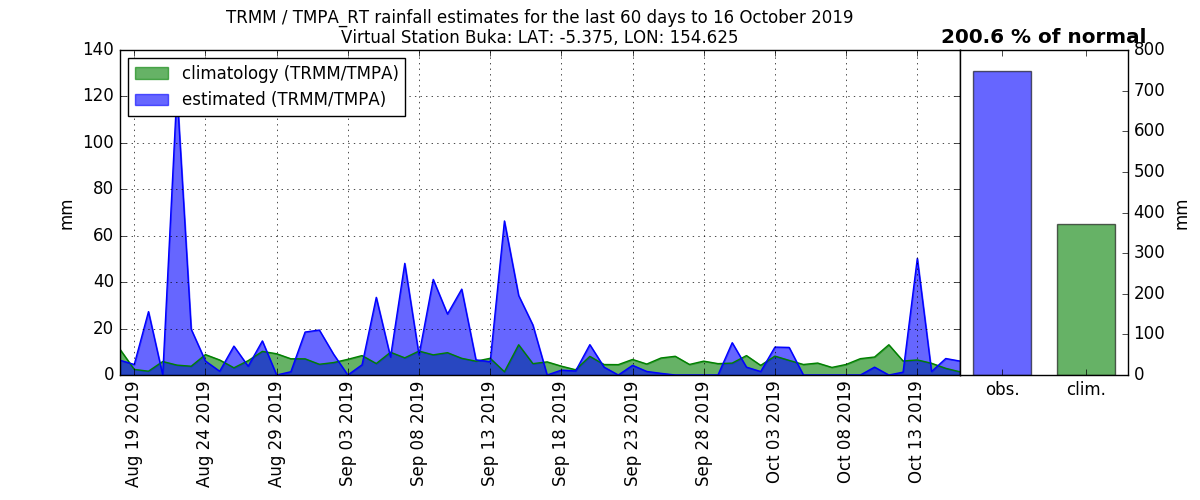 TRMM / TMPA_RT rainfall estimates for the last 60 days to 16 October 2019
Virtual Station Buka: LAT: -5.375, LON: 154.625
200.6 % of normal
climatology (TRMM/TMPA)
estimated (TRMM/TMPA)
mm
140
120
100
80
60
40
20
0
Aug 19 2019
Aug 24 2019
Aug 29 2019
Sep 03 2019
Sep 08 2019
Sep 13 2019
Sep 18 2019
Sep 23 2019
Sep 28 2019
Oct 03 2019
Oct 08 2019
Oct 13 2019
obs.
clim.
800
700
600
500
400
300
200
100
0
mm